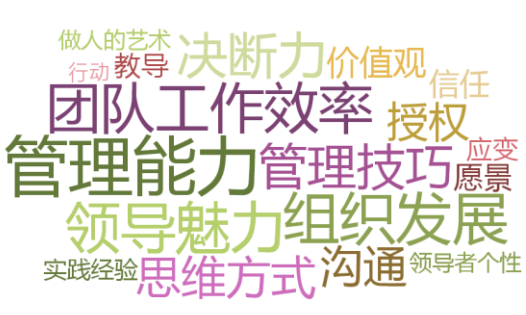 做人的艺术
决断力
价值观
行动
教导
信任
团队工作效率
授权
管理能力
管理技巧
应变
愿景
领导魅力
组织发展
实践经验
思维方式
沟通
领导者个性